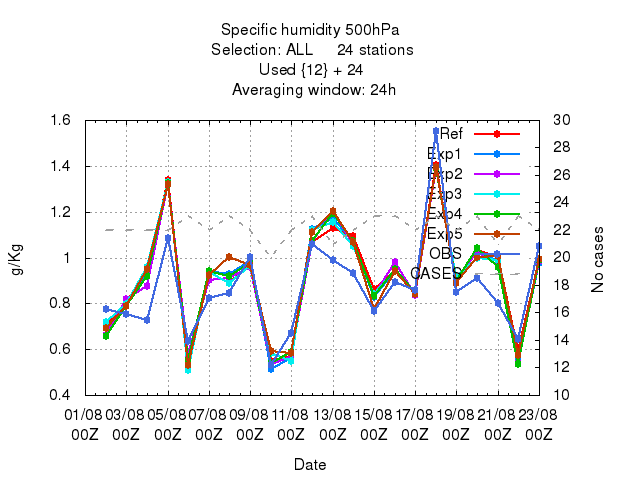 Specific humidity 500hPa
Selection: ALL 24 stations
Used {12} + 24
Averaging window: 24h
1.6
1.4
1.2
1
0.8
0.6
0.4
g/Kg
30
28
26
24
22
20
18
16
14
12
10
No cases
Ref
Exp1
Exp2
Exp3
Exp4
Exp5
OBS
CASES
01/08 03/08 05/08 07/08 09/08 11/08 13/08 15/08 17/08 19/08 21/08 23/08
00Z 00Z 00Z 00Z 00Z 00Z 00Z 00Z 00Z 00Z 00Z 00Z
Date